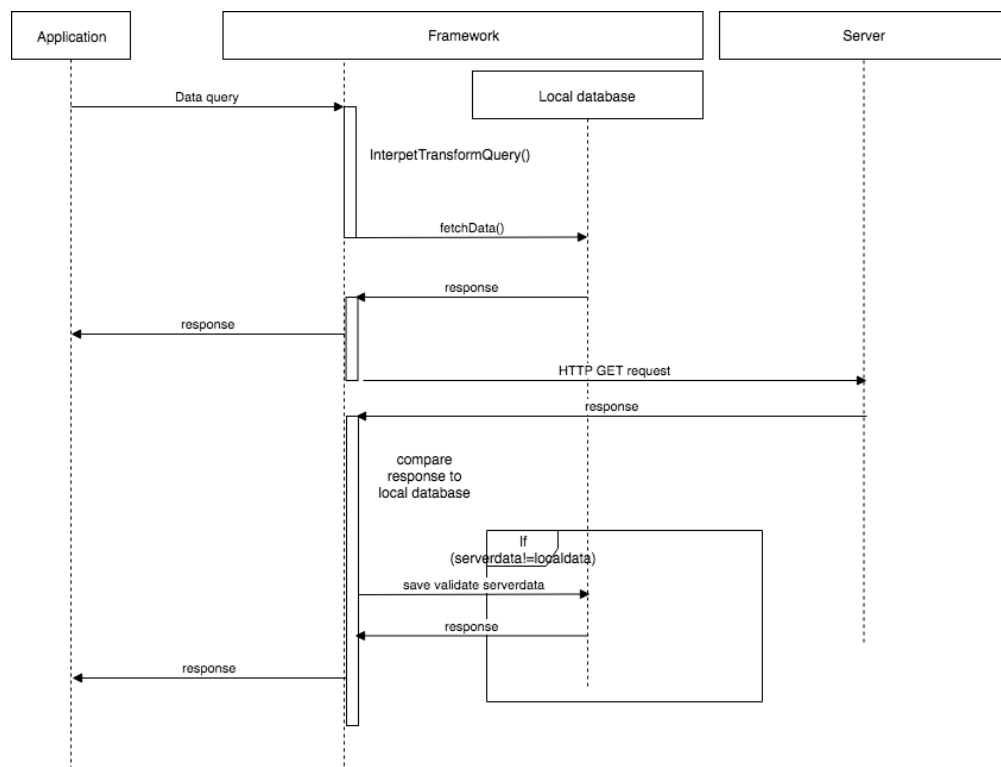 Application
Framework
Server
Local database
Data query
InterpetTransformQuery()
fetchData()
response
response
HTTP GET request
response
compare
response to
local database
If
(serverdata!=localdata)
save validate serverdata
response
response